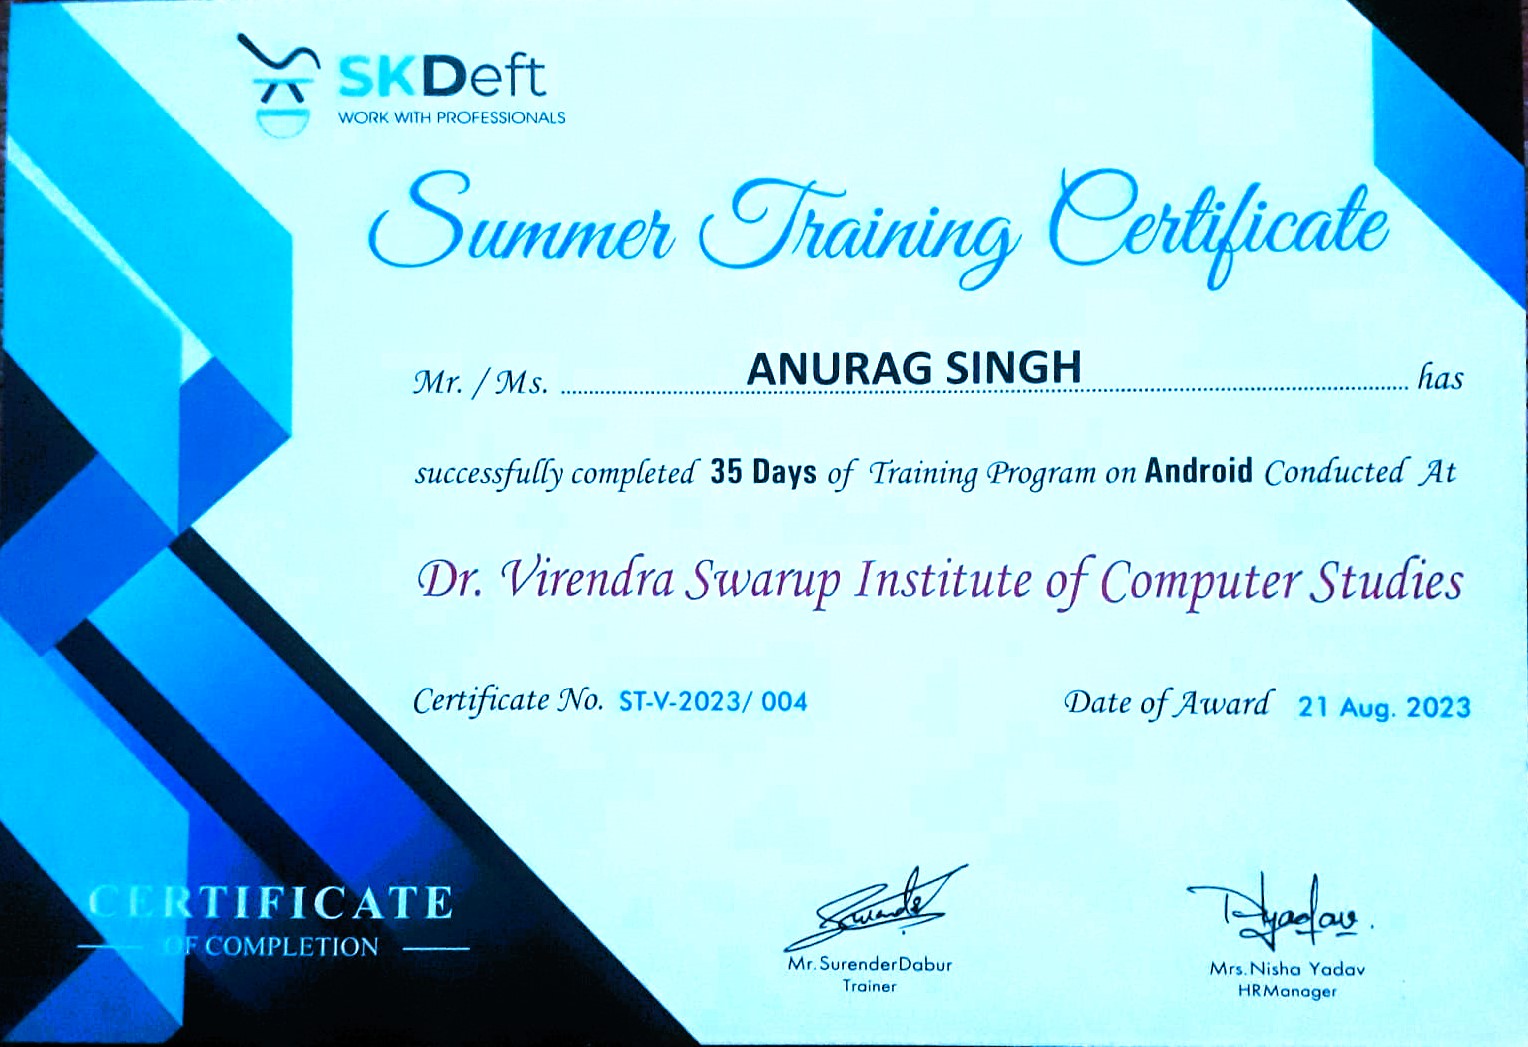 SKDeft
WORK WITH PROFESSIONALS
Summer Training Certificate
Mr. / Ms. ANURAG SINGH has
successfully completed 35 Days of Training Program on Android Conducted At
Dr. Virendra Swarup Institute of Computer Studies
Certificate No. ST-V-2023/ 004 Date of Award 21 Aug. 2023
CERTIFICATE
OF COMPLETION
Mr.SurenderDabur
Trainer
Mrs.Nisha Yadav
HRManager